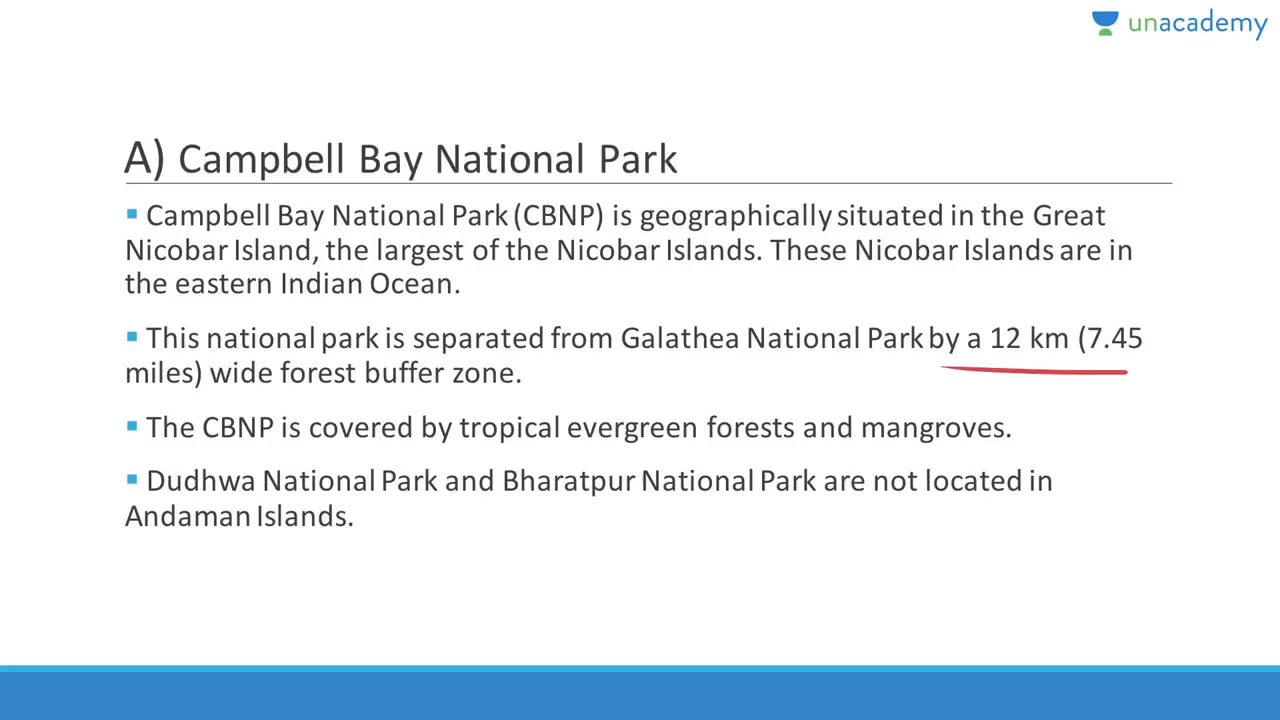 unacademy
A) Campbell Bay National Park
▪ Campbell Bay National Park (CBNP) is geographically situated in the Great
Nicobar Island, the largest of the Nicobar Islands. These Nicobar Islands are in
the eastern Indian Ocean.
▪ This national park is separated from Galathea National Park by a 12 km (7.45
miles) wide forest buffer zone.
▪ The CBNP is covered by tropical evergreen forests and mangroves.
▪ Dudhwa National Park and Bharatpur National Park are not located in
Andaman Islands.